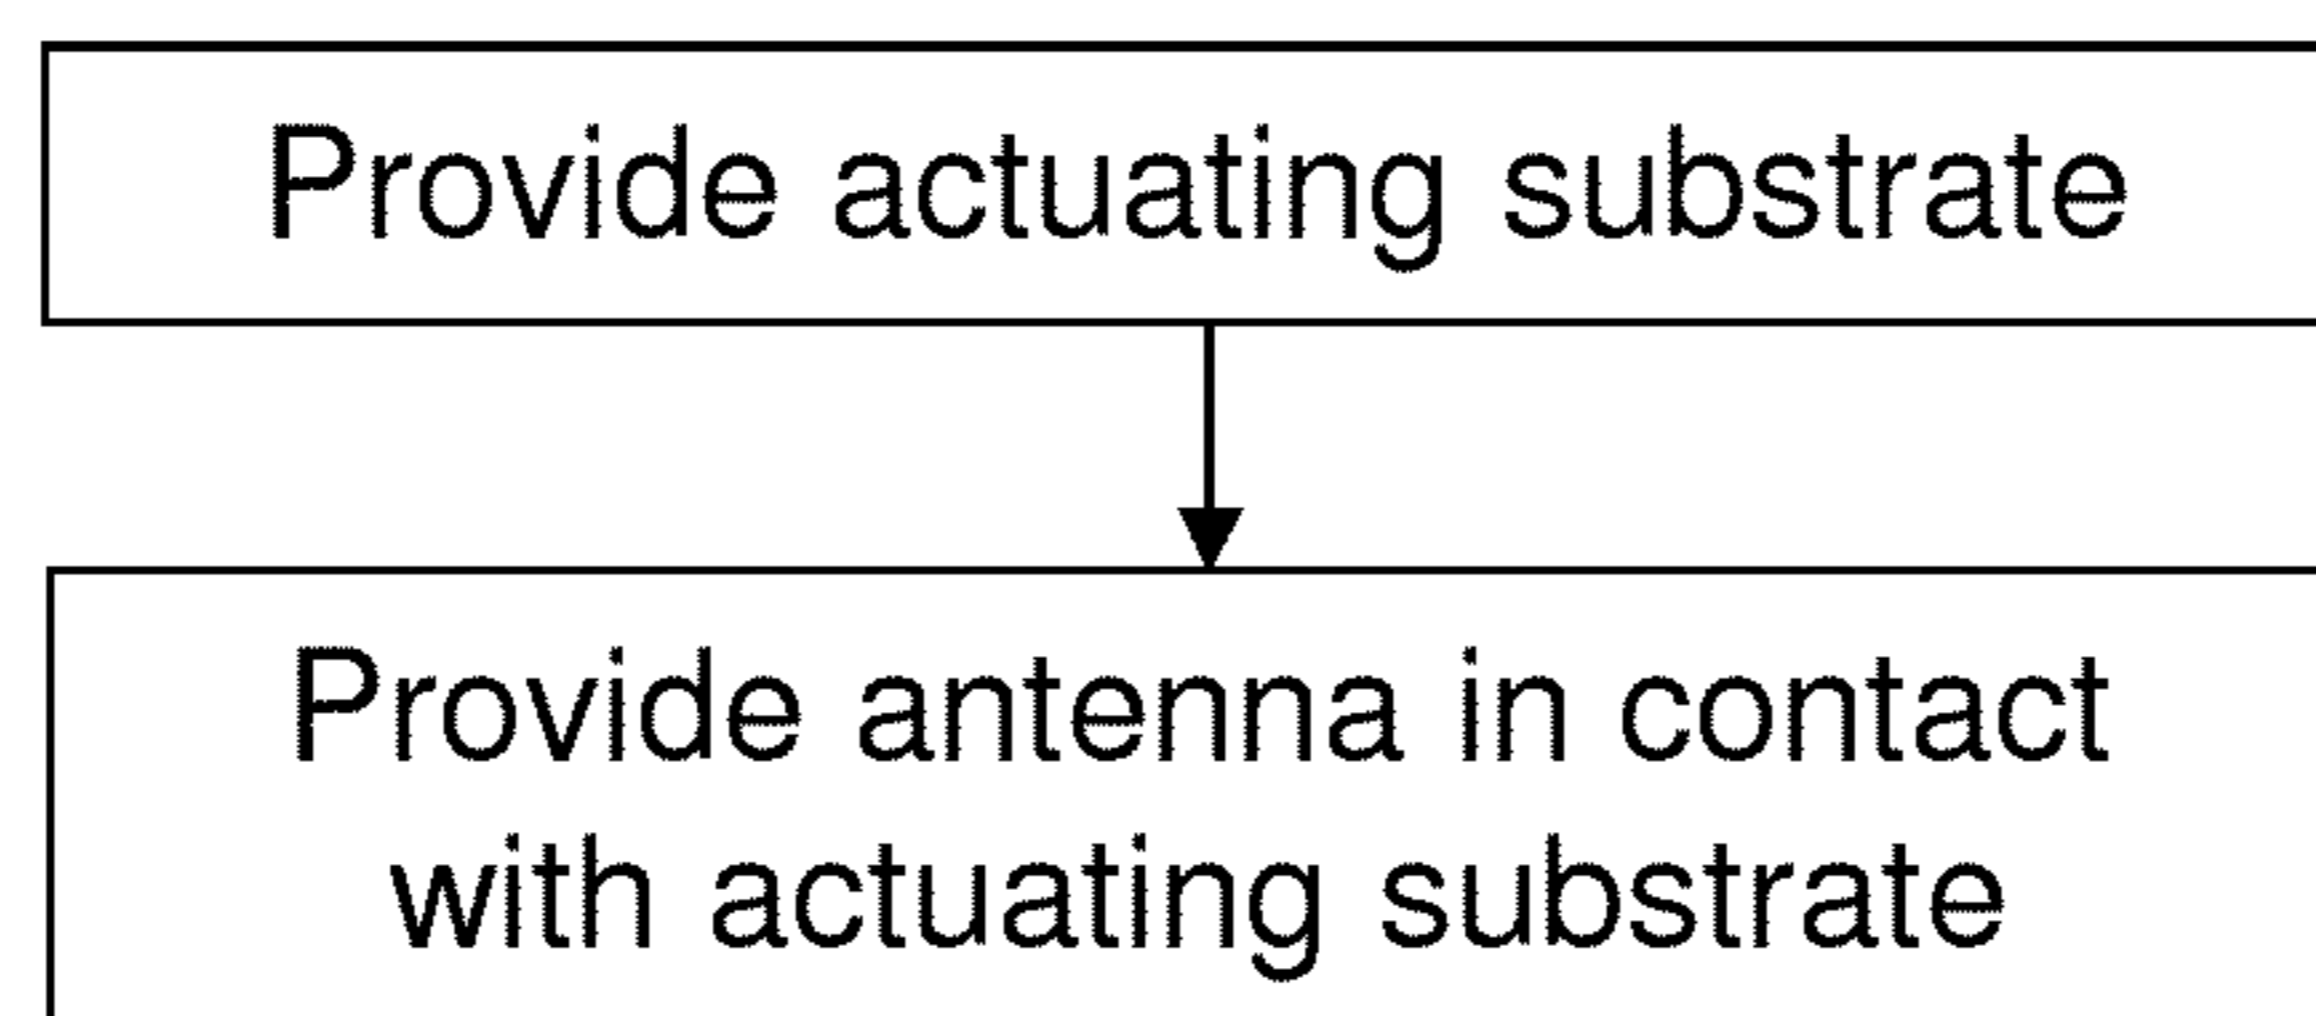 Provide actuating substrate
Provide antenna in contact
with actuating substrate